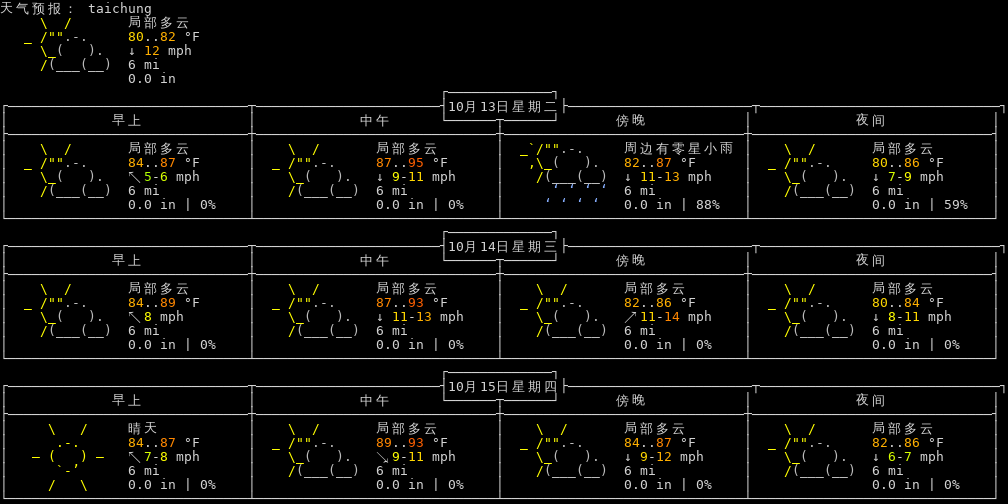 天气预报： taichung
局部多云
80..82 °F
↓ 12 mph
6 mi
0.0 in
10月13日星期二
早上 中午 傍晚 夜间
局部多云 局部多云 周边有零星小雨 局部多云
84..87 °F 87..95 °F 82..87 °F 80..86 °F
↖ 5-6 mph ↓ 9-11 mph ↓ 11-13 mph ↓ 7-9 mph
6 mi 6 mi 6 mi 6 mi
0.0 in | 0% 0.0 in | 0% 0.0 in | 88% 0.0 in | 59%
10月14日星期三
早上 中午 傍晚 夜间
局部多云 局部多云 局部多云 局部多云
84..89 °F 87..93 °F 82..86 °F 80..84 °F
↖ 8 mph ↓ 11-13 mph ↗ 11-14 mph ↓ 8-11 mph
6 mi 6 mi 6 mi 6 mi
0.0 in | 0% 0.0 in | 0% 0.0 in | 0% 0.0 in | 0%
10月15日星期四
早上 中午 傍晚 夜间
晴天 局部多云 局部多云 局部多云
84..87 °F 89..93 °F 84..87 °F 82..86 °F
↖ 7-8 mph ↘ 9-11 mph ↓ 9-12 mph ↓ 6-7 mph
6 mi 6 mi 6 mi 6 mi
0.0 in | 0% 0.0 in | 0% 0.0 in | 0% 0.0 in | 0%